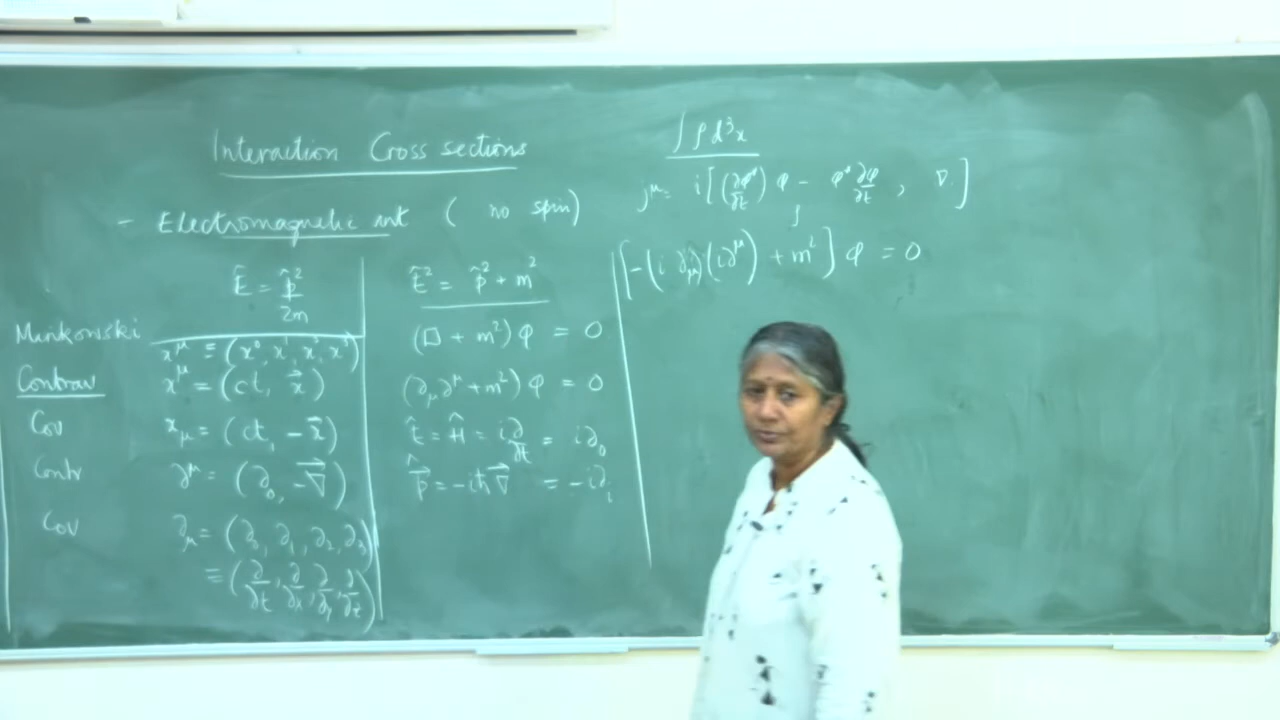 Interaction Cross sections
- Electromagnetic int ( no spin)
Ê = p̂²/2m
Minkowski
x^μ ≡ (x⁰, x¹, x², x³)
Contrav x^μ = (ct, x⃗)
Cov x_μ = (ct, -x⃗)
Contr ∂^μ = (∂₀, -∇⃗)
Cov ∂_μ = (∂₀, ∂₁, ∂₂, ∂₃)
≡ (∂/∂t, ∂/∂x, ∂/∂y, ∂/∂z)
Ê² = p̂² + m²
(□ + m²) φ = 0
(∂_μ ∂^μ + m²) φ = 0
Ê = Ĥ = i∂/∂t = i∂₀
p̂⃗ = -iħ∇⃗ = -i∂_i
∫ρd³x
j^μ = i[(∂φ*/∂t) φ - φ* ∂φ/∂t , ∇ ]
[-(i ∂_μ)(i∂^μ) + m²] φ = 0